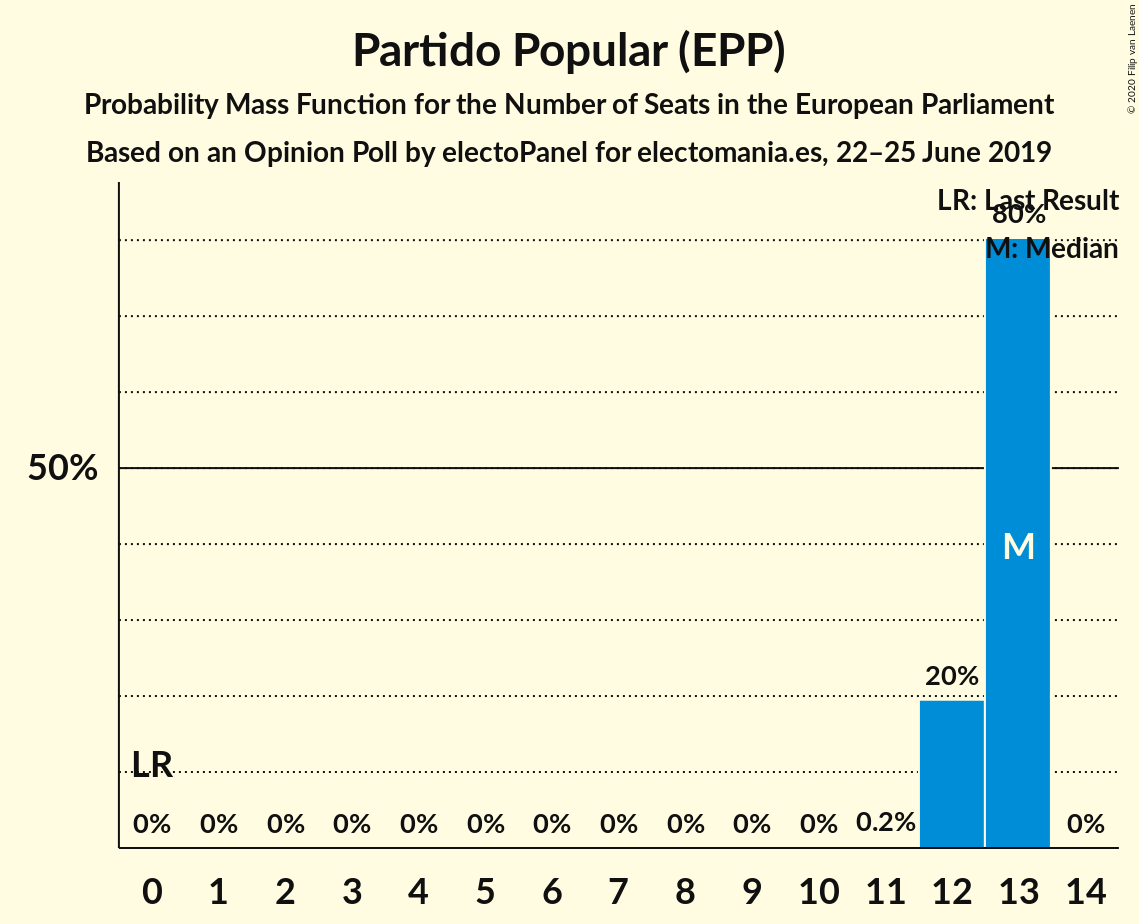 Partido Popular (EPP)
Probability Mass Function for the Number of Seats in the European Parliament
Based on an Opinion Poll by electoPanel for electomania.es, 22–25 June 2019
© 2020 Filip van Laenen
LR: Last Result
80%
M: Median
50%
M
20%
LR
0% 0% 0% 0% 0% 0% 0% 0% 0% 0% 0% 0.2% 0%
0 1 2 3 4 5 6 7 8 9 10 11 12 13 14